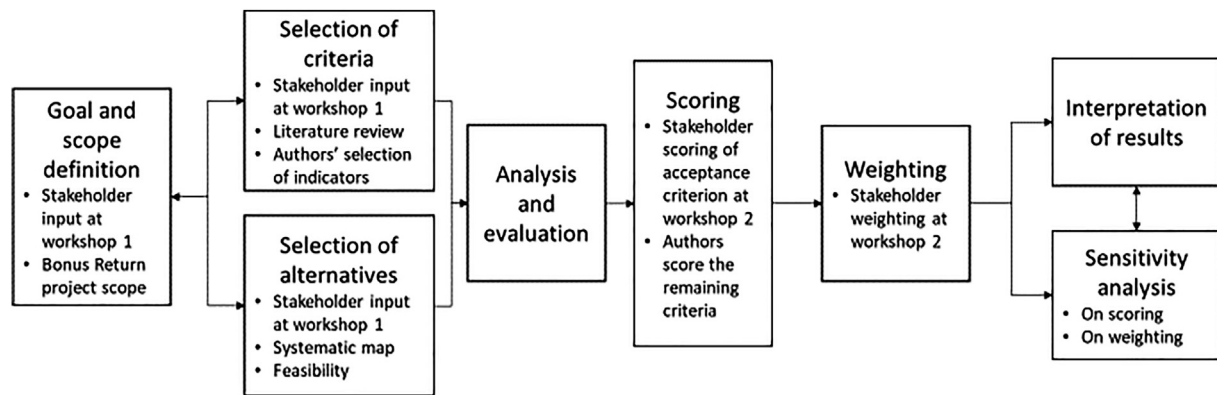 Goal and
scope
definition
• Stakeholder
input at
workshop 1
• Bonus Return
project scope
Selection of
criteria
• Stakeholder input
at workshop 1
• Literature review
• Authors' selection
of indicators
Selection of
alternatives
• Stakeholder input
at workshop 1
• Systematic map
• Feasibility
Analysis
and
evaluation
Scoring
• Stakeholder
scoring of
acceptance
criterion at
workshop 2
• Authors
score the
remaining
criteria
Weighting
• Stakeholder
weighting at
workshop 2
Interpretation
of results
Sensitivity
analysis
• On scoring
• On weighting